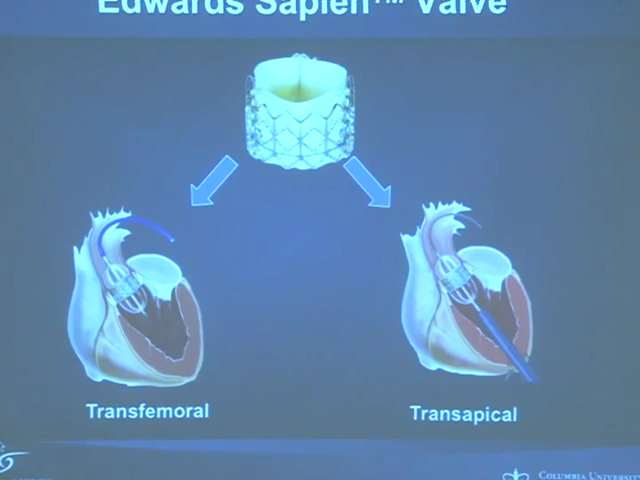 Edwards Sapien™ Valve
Transfemoral
Transapical
COLUMBIA UNIVERSITY